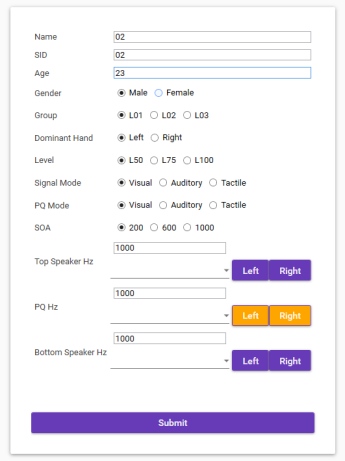 Name 02
SID 02
Age 23
Gender Male Female
Group L01 L02 L03
Dominant Hand Left Right
Level L50 L75 L100
Signal Mode Visual Auditory Tactile
PQ Mode Visual Auditory Tactile
SOA 200 600 1000
1000
Top Speaker Hz Left Right
1000
PQ Hz Left Right
1000
Bottom Speaker Hz Left Right
Submit